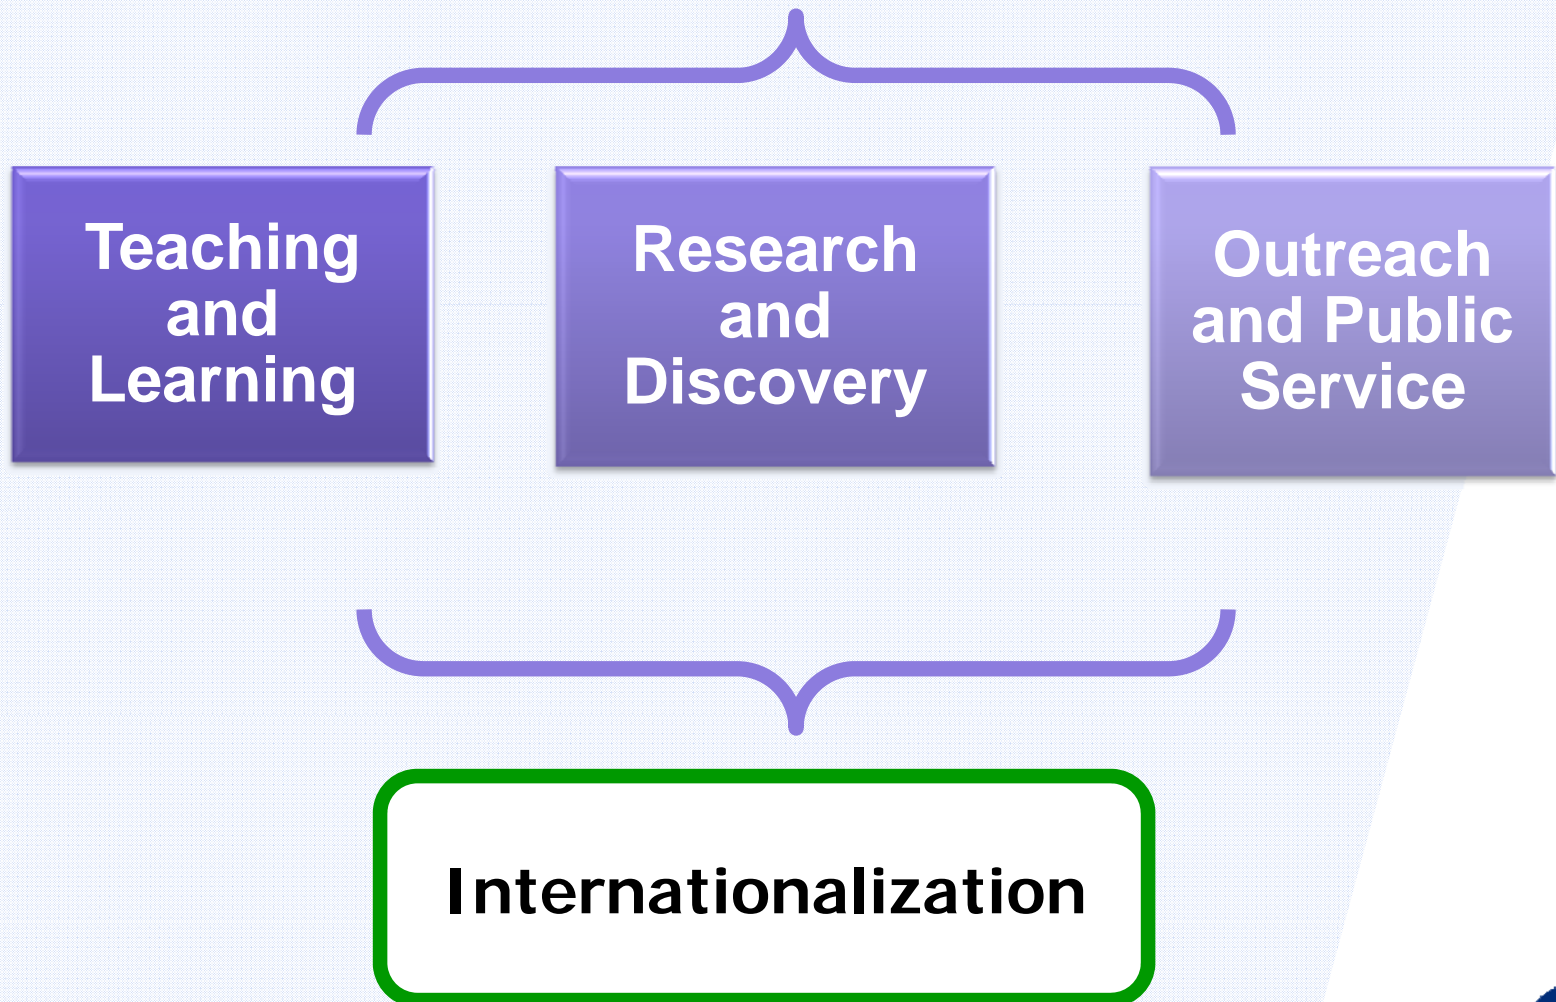 Teaching
and
Learning
Research
and
Discovery
Outreach
and Public
Service
Internationalization